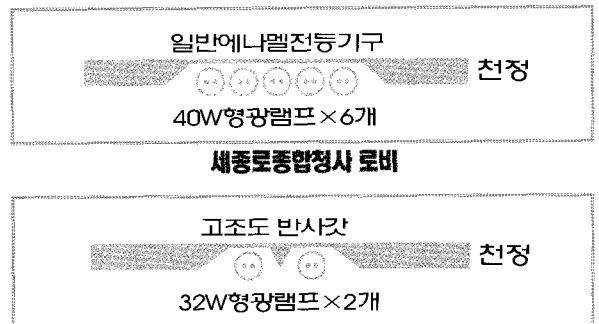 일반에나멜전등기구
천정
40W형광램프×6개
세종로종합청사 로비
고조도 반사갓
천정
32W형광램프×2개